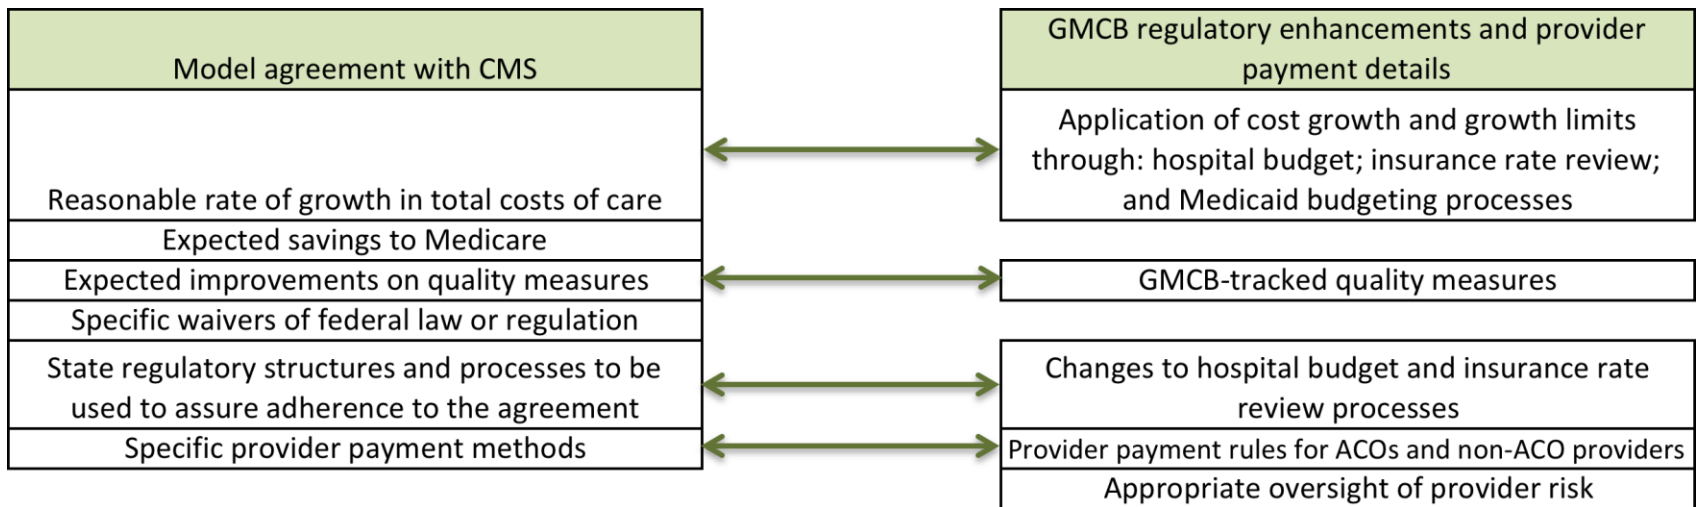 Model agreement with CMS
Reasonable rate of growth in total costs of care
Expected savings to Medicare
Expected improvements on quality measures
Specific waivers of federal law or regulation
State regulatory structures and processes to be
used to assure adherence to the agreement
Specific provider payment methods
GMCB regulatory enhancements and provider
payment details
Application of cost growth and growth limits
through: hospital budget; insurance rate review;
and Medicaid budgeting processes
GMCB-tracked quality measures
Changes to hospital budget and insurance rate
review processes
Provider payment rules for ACOs and non-ACO providers
Appropriate oversight of provider risk